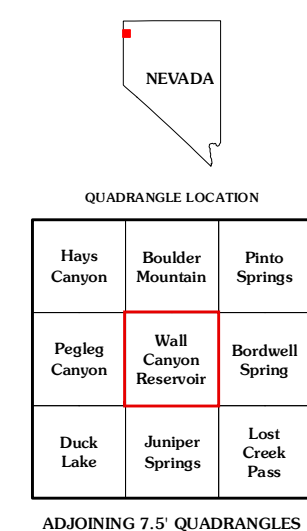 NEVADA
QUADRANGLE LOCATION
Hays
Canyon
Boulder
Mountain
Pinto
Springs
Pegleg
Canyon
Wall
Canyon
Reservoir
Bordwell
Spring
Duck
Lake
Juniper
Springs
Lost
Creek
Pass
ADJOINING 7.5' QUADRANGLES